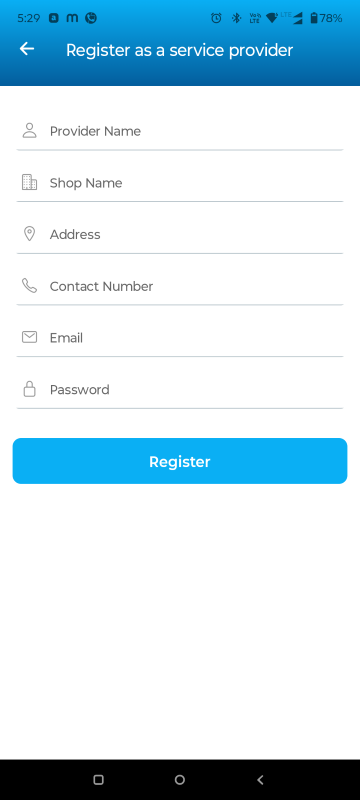 5:29
78%
Register as a service provider
Provider Name
Shop Name
Address
Contact Number
Email
Password
Register